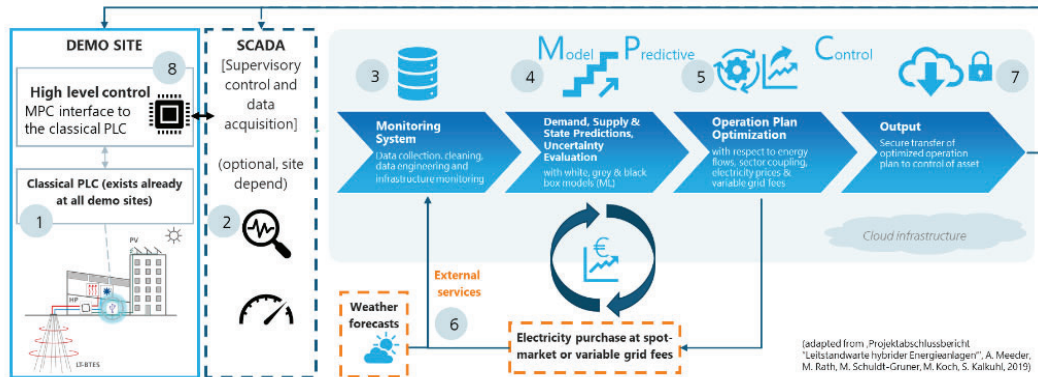 DEMO SITE
8
High level control
MPC interface to
the classical PLC
Classical PLC (exists already
at all demo sites)
1
PV
HP
LT-BTES
SCADA
[Supervisory
control and
data
acquisition]
(optional, site
depend)
2
Model Predictive Control
3
Monitoring
System
Data collection, cleaning,
data engineering and
infrastructure monitoring
4
Demand, Supply &
State Predictions,
Uncertainty
Evaluation
with white, grey & black
box models (ML)
5
Operation Plan
Optimization
with respect to energy
flows, sector coupling,
electricity prices &
variable grid fees
7
Output
Secure transfer of
optimized operation
plan to control of asset
Cloud infrastructure
€
External
services
6
Weather
forecasts
Electricity purchase at spot-
market or variable grid fees
(adapted from ‚Projektabschlussbericht
"Leitstandwarte hybrider Energieanlagen"', A. Meeder,
M. Rath, M. Schuldt-Gruner, M. Koch, S. Kalkuhl, 2019)